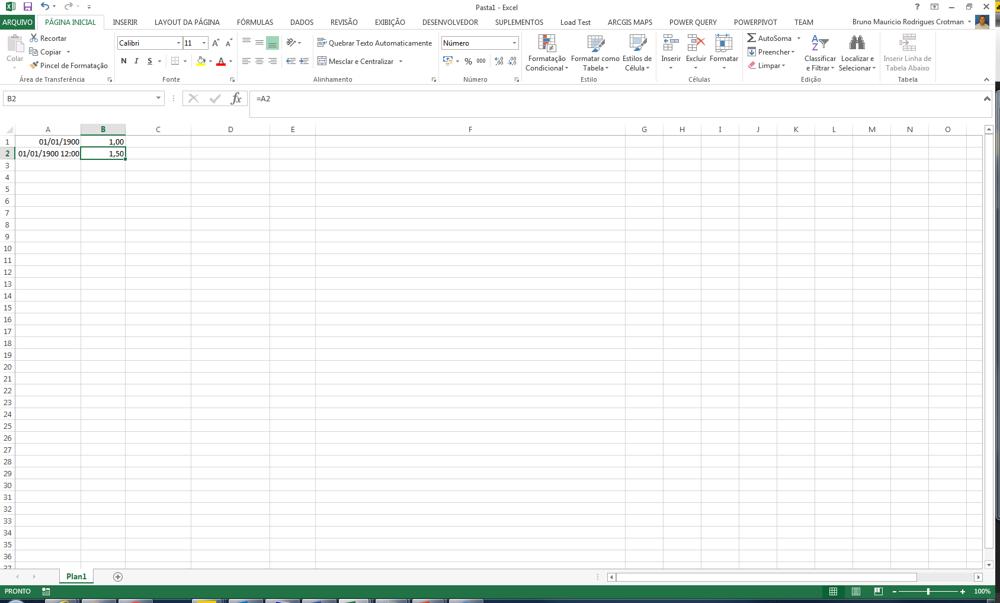 Pasta1 - Excel
?
ARQUIVO PÁGINA INICIAL INSERIR LAYOUT DA PÁGINA FÓRMULAS DADOS REVISÃO EXIBIÇÃO DESENVOLVEDOR SUPLEMENTOS Load Test ARCGIS MAPS POWER QUERY POWERPIVOT TEAM Bruno Mauricio Rodrigues Crotman
Colar
Recortar
Copiar
Pincel de Formatação
Área de Transferência
Calibri 11
N I S
Fonte
Quebrar Texto Automaticamente
Mesclar e Centralizar
Alinhamento
Número
% 000
Número
Formatação Condicional
Formatar como Tabela
Estilos de Célula
Estilo
Inserir Excluir Formatar
Células
AutoSoma
Preencher
Limpar
Classificar e Filtrar
Localizar e Selecionar
Edição
Inserir Linha de Tabela Abaixo
Tabela
B2 fx =A2
A B C D E F G H I J K L M N O
1 01/01/1900 1,00
2 01/01/1900 12:00 1,50
3
4
5
6
7
8
9
10
11
12
13
14
15
16
17
18
19
20
21
22
23
24
25
26
27
28
29
30
31
32
33
34
35
36
37
Plan1
PRONTO 100%